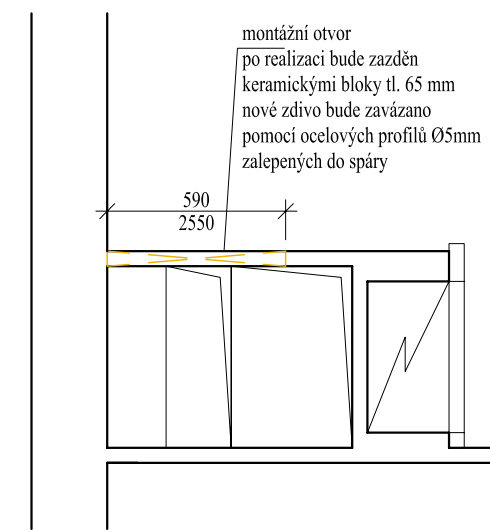 montážní otvor
po realizaci bude zazděn
keramickými bloky tl. 65 mm
nové zdivo bude zavázano
pomocí ocelových profilů Ø5mm
zalepených do spáry
590
2550